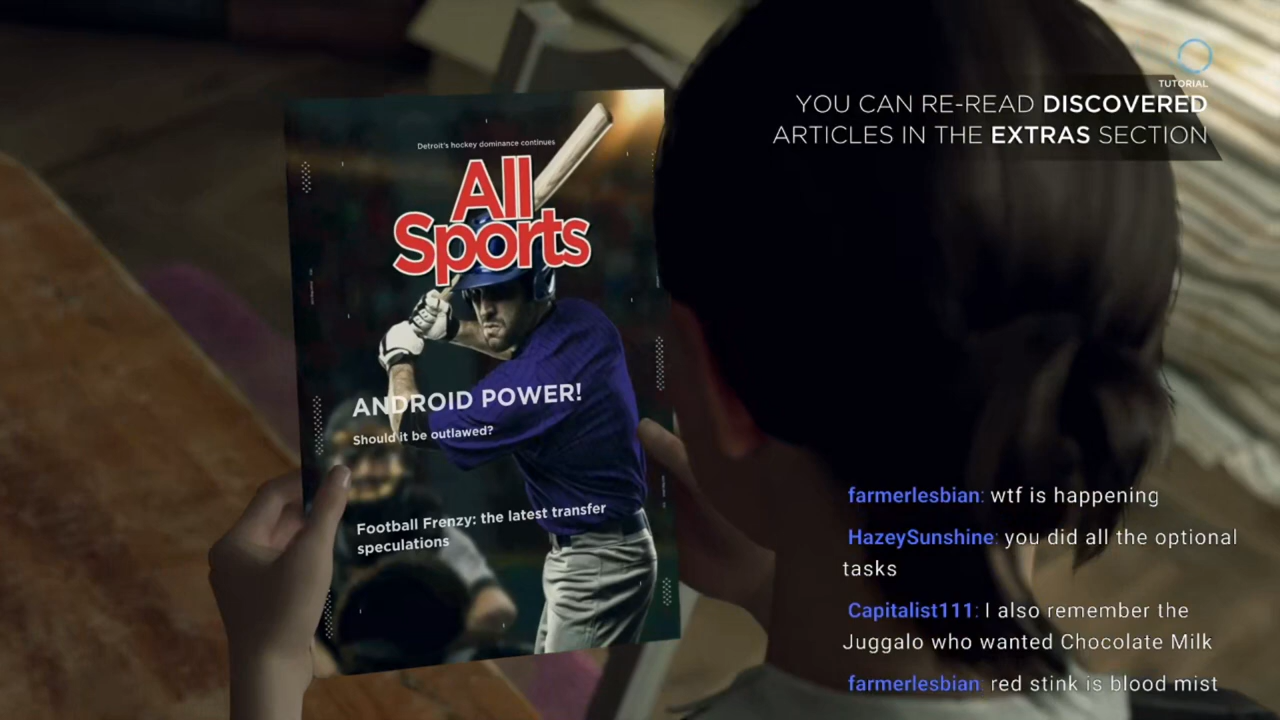 TUTORIAL
YOU CAN RE-READ DISCOVERED
ARTICLES IN THE EXTRAS SECTION
Detroit's hockey dominance continues
All
Sports
ANDROID POWER!
Should it be outlawed?
Football Frenzy: the latest transfer
speculations
farmerlesbian: wtf is happening
HazeySunshine: you did all the optional
tasks
Capitalist111: I also remember the
Juggalo who wanted Chocolate Milk
farmerlesbian: red stink is blood mist